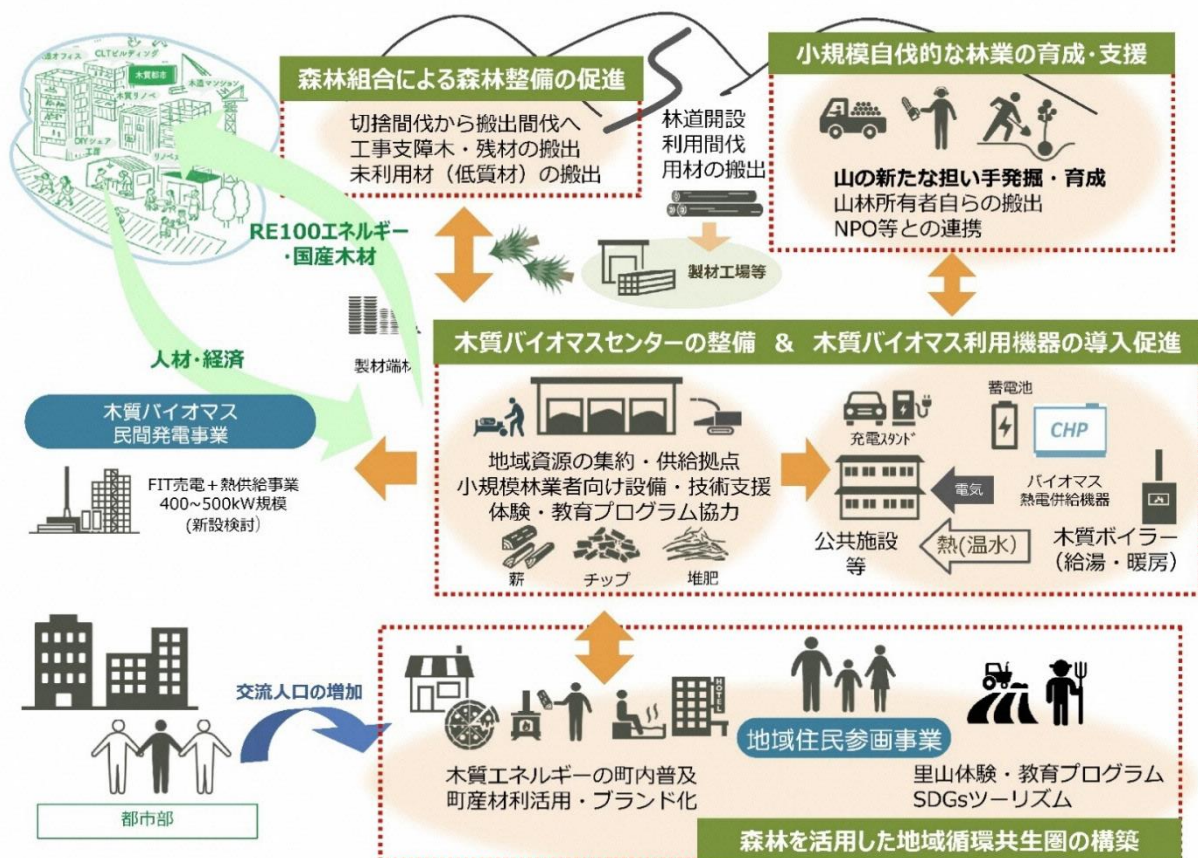 CLTビルディング
木質都市
木造マンション
木質リノベ
DIYシェア
工房
森林組合による森林整備の促進
切捨間伐から搬出間伐へ
工事支障木・残材の搬出
未利用材（低質材）の搬出
林道開設
利用間伐
用材の搬出
製材工場等
小規模自伐的な林業の育成・支援
山の新たな担い手発掘・育成
山林所有者自らの搬出
NPO等との連携
RE100エネルギー
・国産木材
人材・経済
製材端材
木質バイオマス
民間発電事業
FIT売電＋熱供給事業
400~500kW規模
(新設検討)
木質バイオマスセンターの整備 & 木質バイオマス利用機器の導入促進
地域資源の集約・供給拠点
小規模林業者向け設備・技術支援
体験・教育プログラム協力
薪
チップ
堆肥
充電ｽﾀﾝﾄﾞ
蓄電池
CHP
電気
バイオマス
熱電供給機器
公共施設
等
熱(温水)
木質ボイラー
（給湯・暖房）
都市部
交流人口の増加
HOTEL
木質エネルギーの町内普及
町産材利活用・ブランド化
地域住民参画事業
里山体験・教育プログラム
SDGsツーリズム
森林を活用した地域循環共生圏の構築